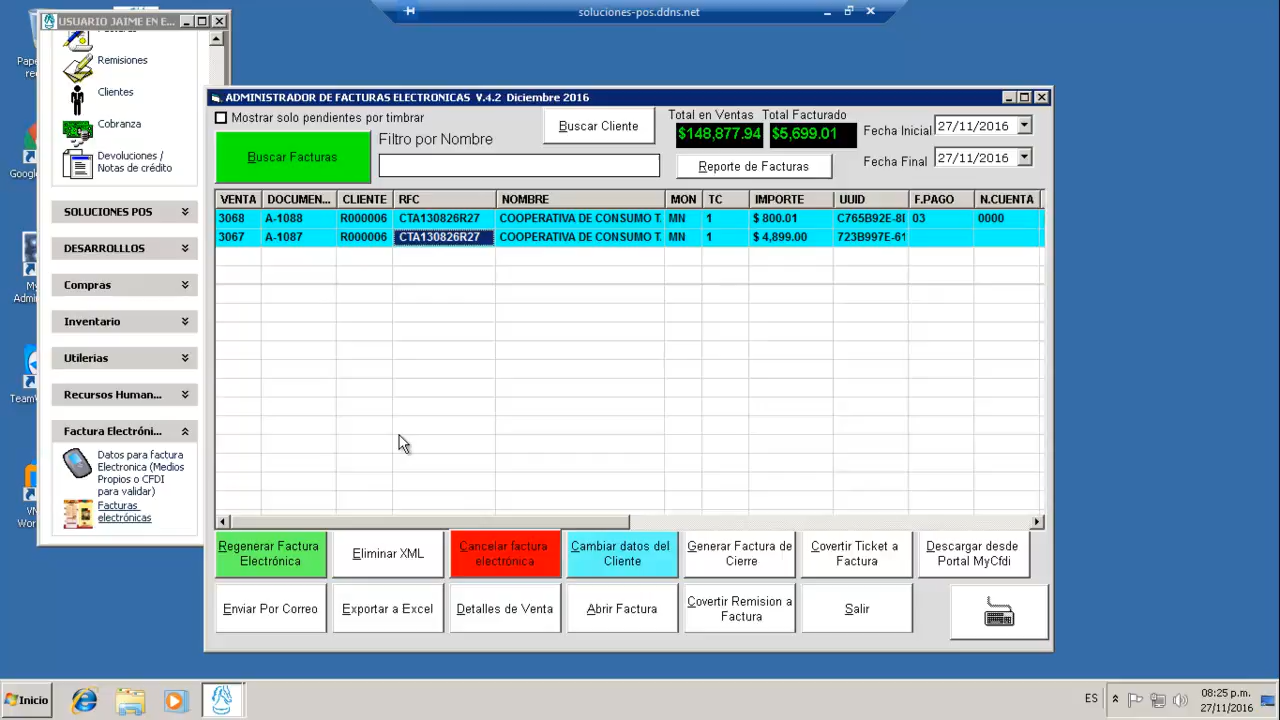 soluciones-pos.ddns.net
USUARIO JAIME EN E...
Remisiones
Clientes
Cobranza
Devoluciones /
Notas de crédito
SOLUCIONES POS
DESARROLLLOS
Compras
Inventario
Utilerias
Recursos Human...
Factura Electróni...
Datos para factura
Electronica (Medios
Propios o CFDI
para validar)
Facturas
electrónicas
ADMINISTRADOR DE FACTURAS ELECTRONICAS V.4.2 Diciembre 2016
Mostrar solo pendientes por timbrar
Buscar Facturas
Filtro por Nombre
Buscar Cliente
Total en Ventas Total Facturado
$148,877.94 $5,699.01
Reporte de Facturas
Fecha Inicial 27/11/2016
Fecha Final 27/11/2016
VENTA DOCUMEN... CLIENTE RFC NOMBRE MON TC IMPORTE UUID F.PAGO N.CUENTA
3068 A-1088 R000006 CTA130826R27 COOPERATIVA DE CONSUMO T. MN 1 $ 800.01 C765B92E-8 03 0000
3067 A-1087 R000006 CTA130826R27 COOPERATIVA DE CONSUMO T. MN 1 $ 4,899.00 723B997E-61
Regenerar Factura
Electrónica
Eliminar XML
Cancelar factura
electrónica
Cambiar datos del
Cliente
Generar Factura de
Cierre
Covertir Ticket a
Factura
Descargar desde
Portal MyCfdi
Enviar Por Correo
Exportar a Excel
Detalles de Venta
Abrir Factura
Covertir Remision a
Factura
Salir
Inicio
ES
08:25 p.m.
27/11/2016